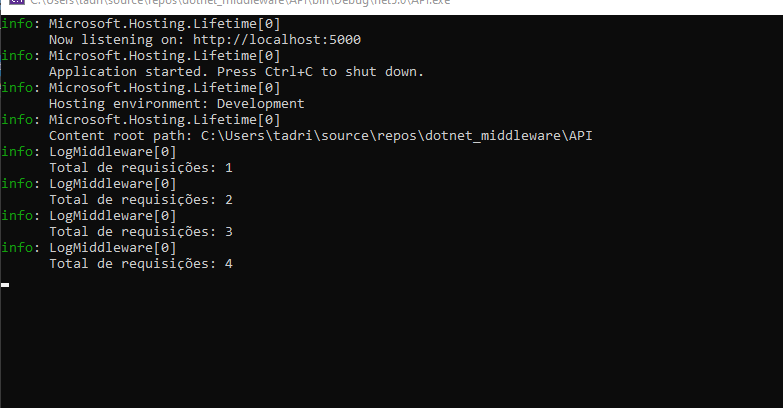 C:\Users\tadri\source\repos\dotnet_middleware\API\bin\Debug\net5.0\API.exe
info: Microsoft.Hosting.Lifetime[0]
Now listening on: http://localhost:5000
info: Microsoft.Hosting.Lifetime[0]
Application started. Press Ctrl+C to shut down.
info: Microsoft.Hosting.Lifetime[0]
Hosting environment: Development
info: Microsoft.Hosting.Lifetime[0]
Content root path: C:\Users\tadri\source\repos\dotnet_middleware\API
info: LogMiddleware[0]
Total de requisições: 1
info: LogMiddleware[0]
Total de requisições: 2
info: LogMiddleware[0]
Total de requisições: 3
info: LogMiddleware[0]
Total de requisições: 4